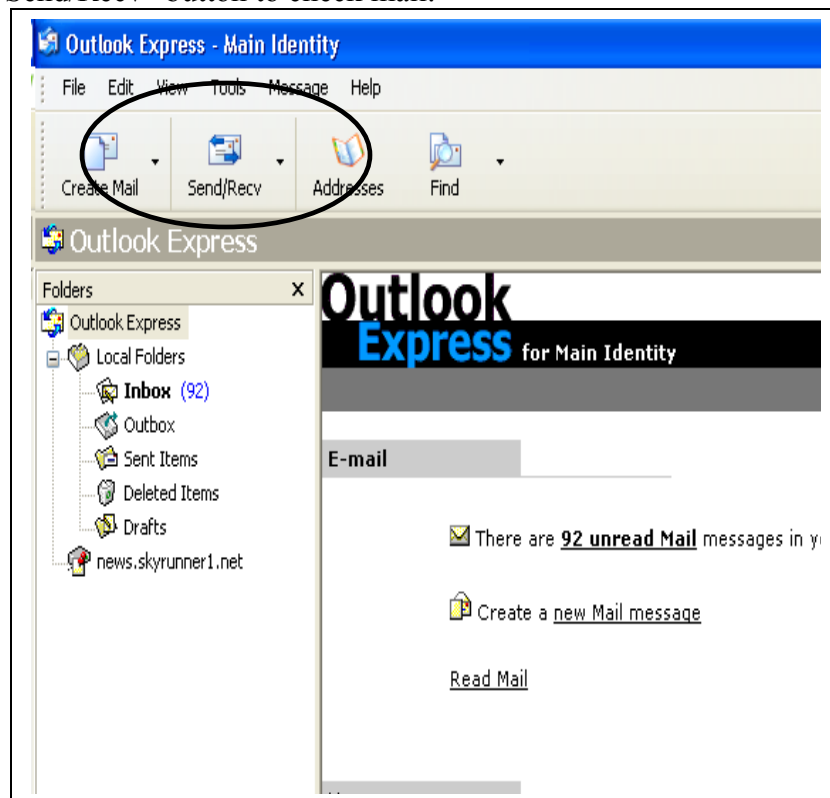 Send/Recv" button to check mail.
Outlook Express - Main Identity
File Edit View Tools Message Help
Create Mail Send/Recv Addresses Find
Outlook Express
Folders X
Outlook Express
Local Folders
Inbox (92)
Outbox
Sent Items
Deleted Items
Drafts
news.skyrunner1.net
Outlook
Express for Main Identity
E-mail
There are 92 unread Mail messages in
Create a new Mail message
Read Mail